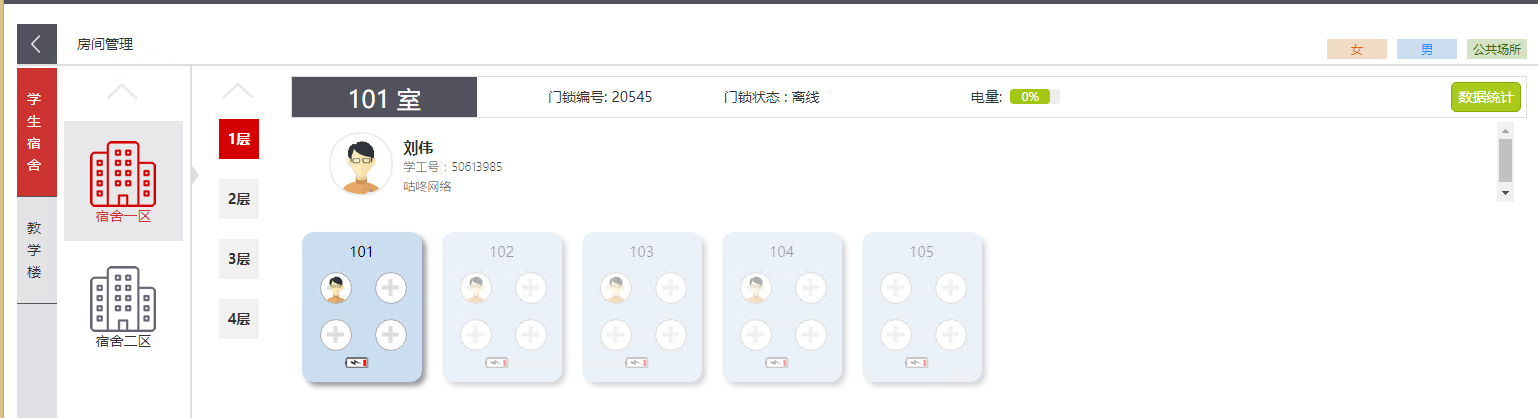 房间管理
女 男 公共场所
学生宿舍
教学楼
宿舍一区
宿舍二区
1层
2层
3层
4层
101 室 门锁编号: 20545 门锁状态 : 离线 电量: 0% 数据统计
刘伟
学工号：50613985
咕咚网络
101 102 103 104 105